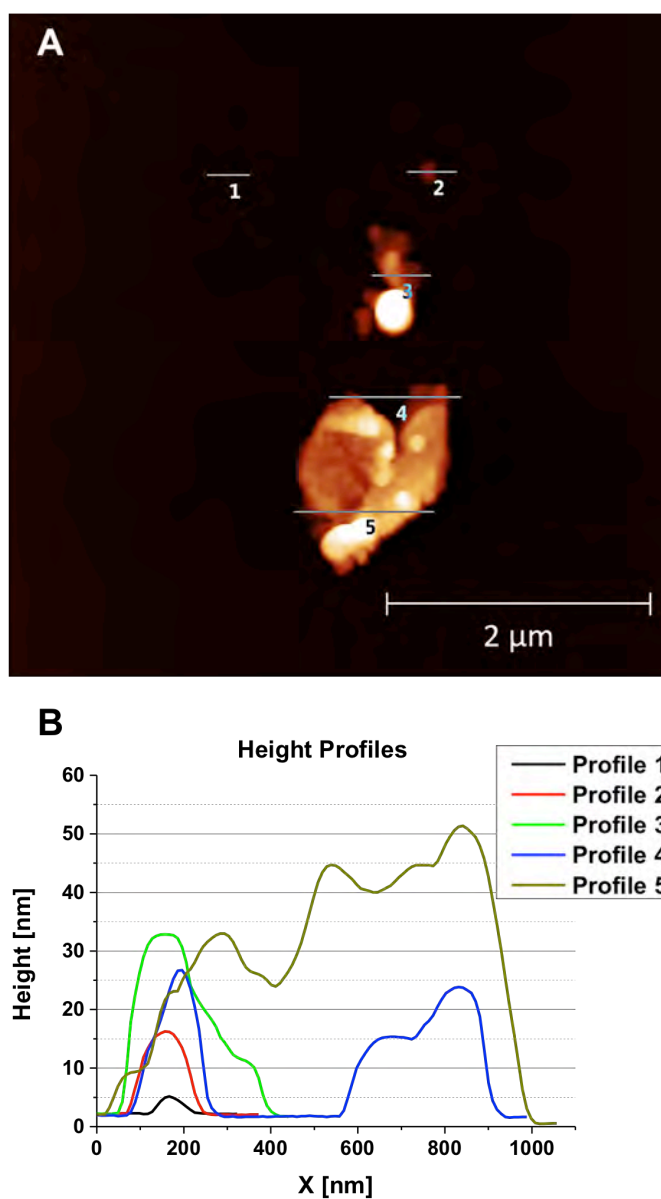 A
1
2
3
4
5
2 µm
B
Height Profiles
Profile 1
Profile 2
Profile 3
Profile 4
Profile 5
60
50
40
30
20
10
0
Height [nm]
0 200 400 600 800 1000
X [nm]